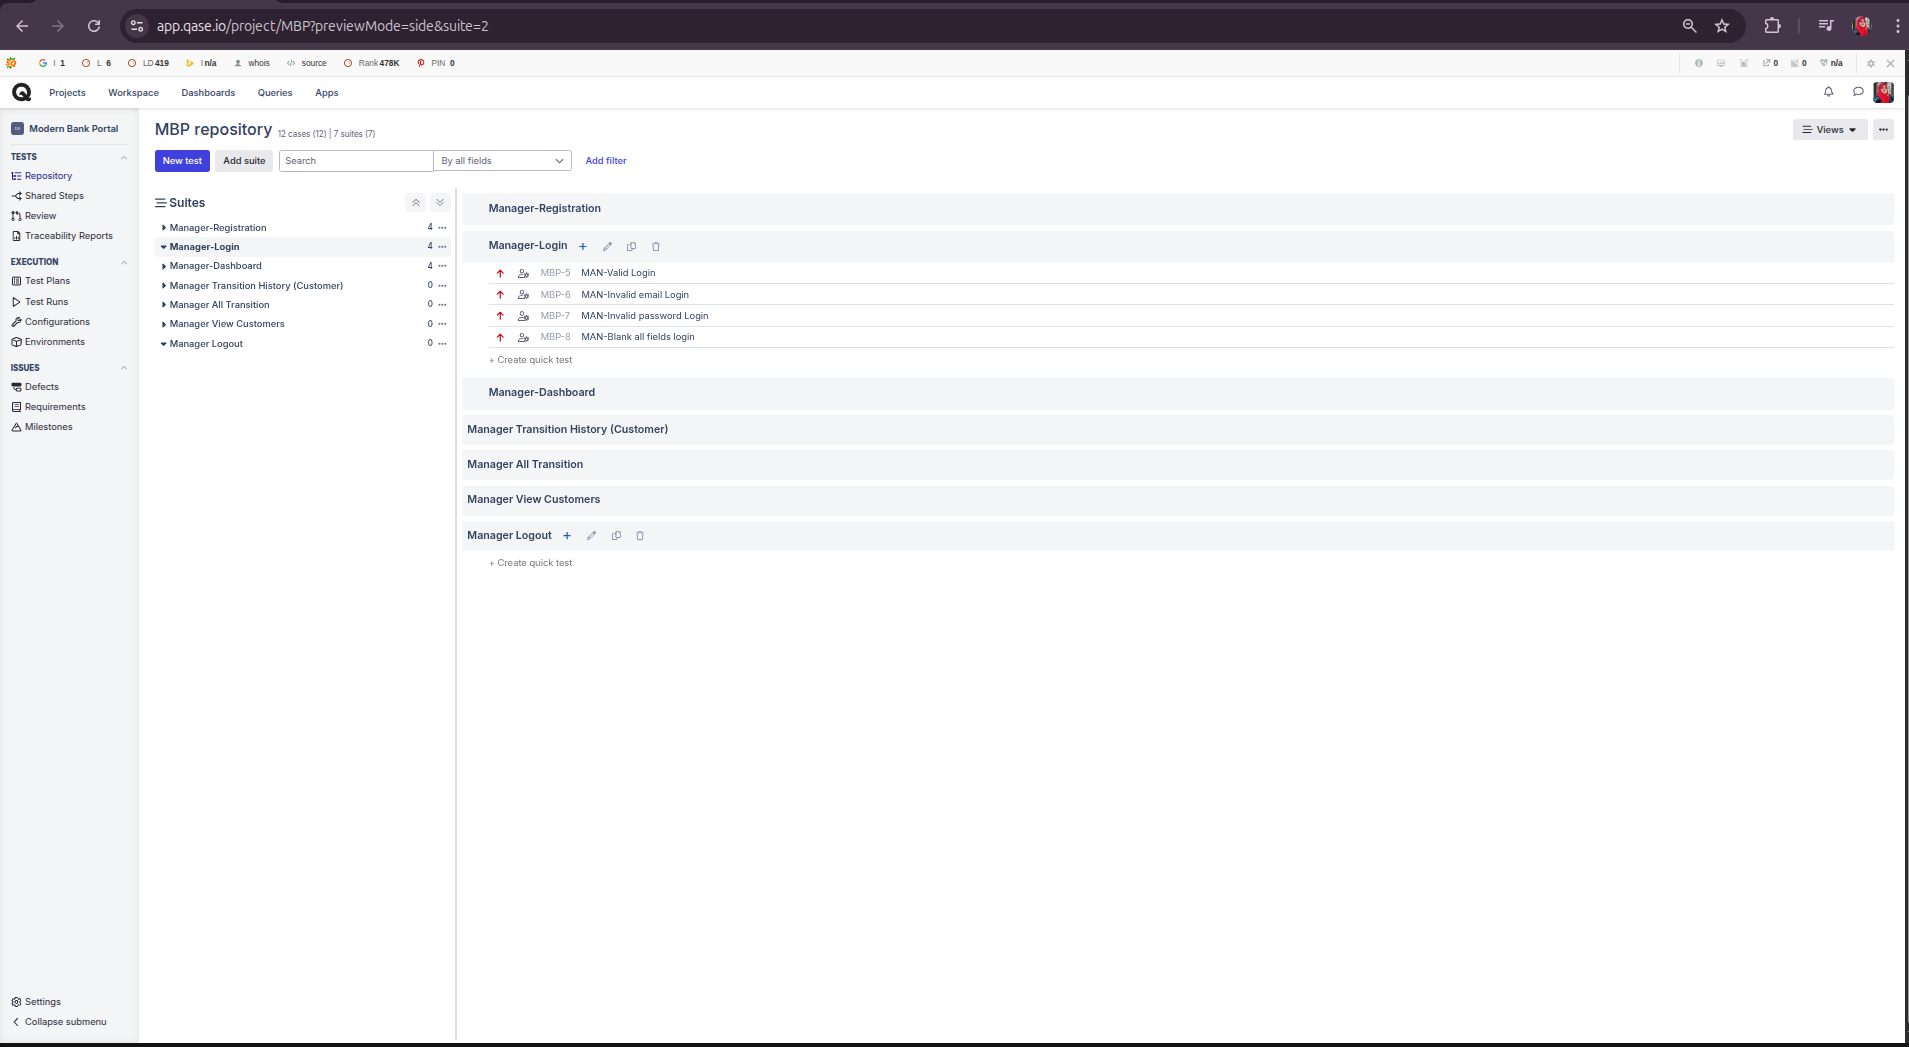 app.qase.io/project/MBP?previewMode=side&suite=2
I 1 L 6 LD 419 I n/a whois source Rank 478K PIN 0 0 0 n/a
Projects Workspace Dashboards Queries Apps
Modern Bank Portal
TESTS
Repository
Shared Steps
Review
Traceability Reports
EXECUTION
Test Plans
Test Runs
Configurations
Environments
ISSUES
Defects
Requirements
Milestones
Settings
Collapse submenu
MBP repository 12 cases (12) | 7 suites (7)
Views
New test Add suite Search By all fields Add filter
Suites
Manager-Registration 4
Manager-Login 4
Manager-Dashboard 4
Manager Transition History (Customer) 0
Manager All Transition 0
Manager View Customers 0
Manager Logout 0
Manager-Registration
Manager-Login
MBP-5 MAN-Valid Login
MBP-6 MAN-Invalid email Login
MBP-7 MAN-Invalid password Login
MBP-8 MAN-Blank all fields login
+ Create quick test
Manager-Dashboard
Manager Transition History (Customer)
Manager All Transition
Manager View Customers
Manager Logout
+ Create quick test